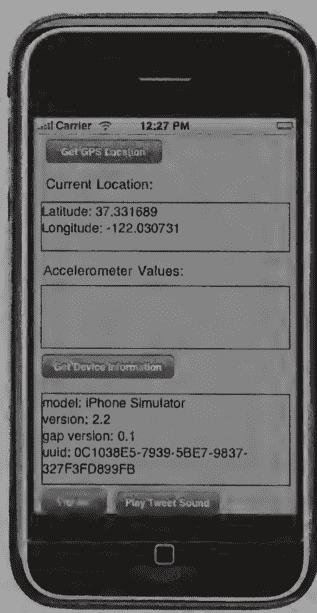 Carrier 12:27 PM
Get GPS Location
Current Location:
Latitude: 37.331689
Longitude: -122.030731
Accelerometer Values:
Get Device Information
model: iPhone Simulator
version: 2.2
gap version: 0.1
uuid: 0C1038E5-7939-5BE7-9837-
327F3FD899FB
Play Tweet Sound